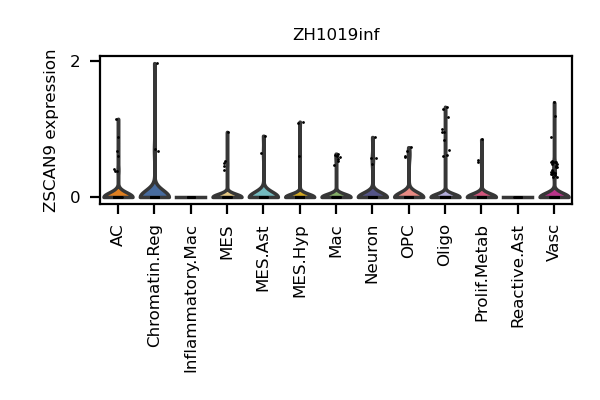 ZH1019inf
ZSCAN9 expression
2
0
AC
Chromatin.Reg
Inflammatory.Mac
MES
MES.Ast
MES.Hyp
Mac
Neuron
OPC
Oligo
Prolif.Metab
Reactive.Ast
Vasc